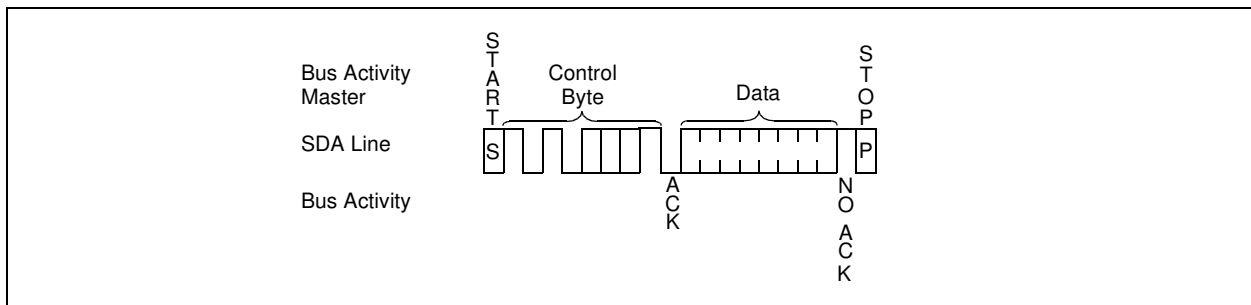 START
Bus Activity
Master
Control
Byte
Data
STOP
SDA Line
S
P
Bus Activity
ACK
NO ACK